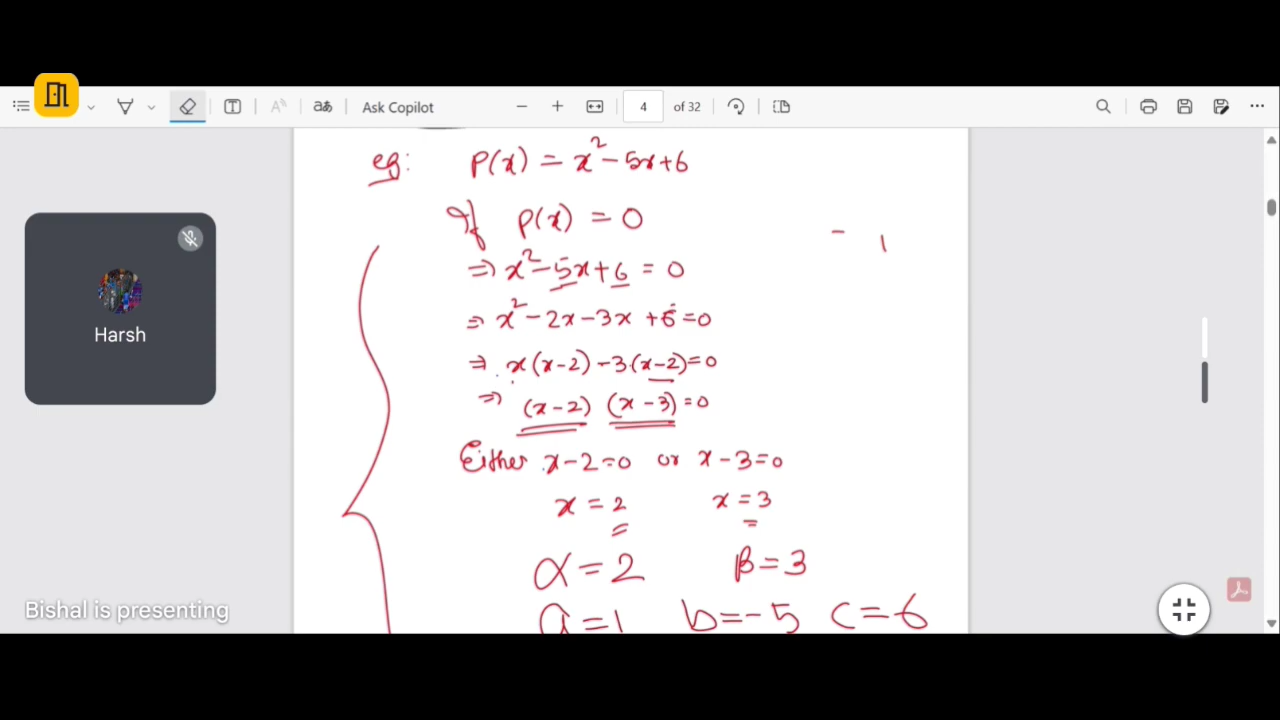 Ask Copilot
4 of 32
eg: P(x) = x² - 5x + 6
If P(x) = 0
⇒ x² - 5x + 6 = 0
⇒ x² - 2x - 3x + 6 = 0
⇒ x(x-2) - 3(x-2) = 0
⇒ (x-2) (x-3) = 0
Either x-2=0 or x-3=0
x = 2 x = 3
α = 2 β = 3
a = 1 b = -5 c = 6
Harsh
Bishal is presenting